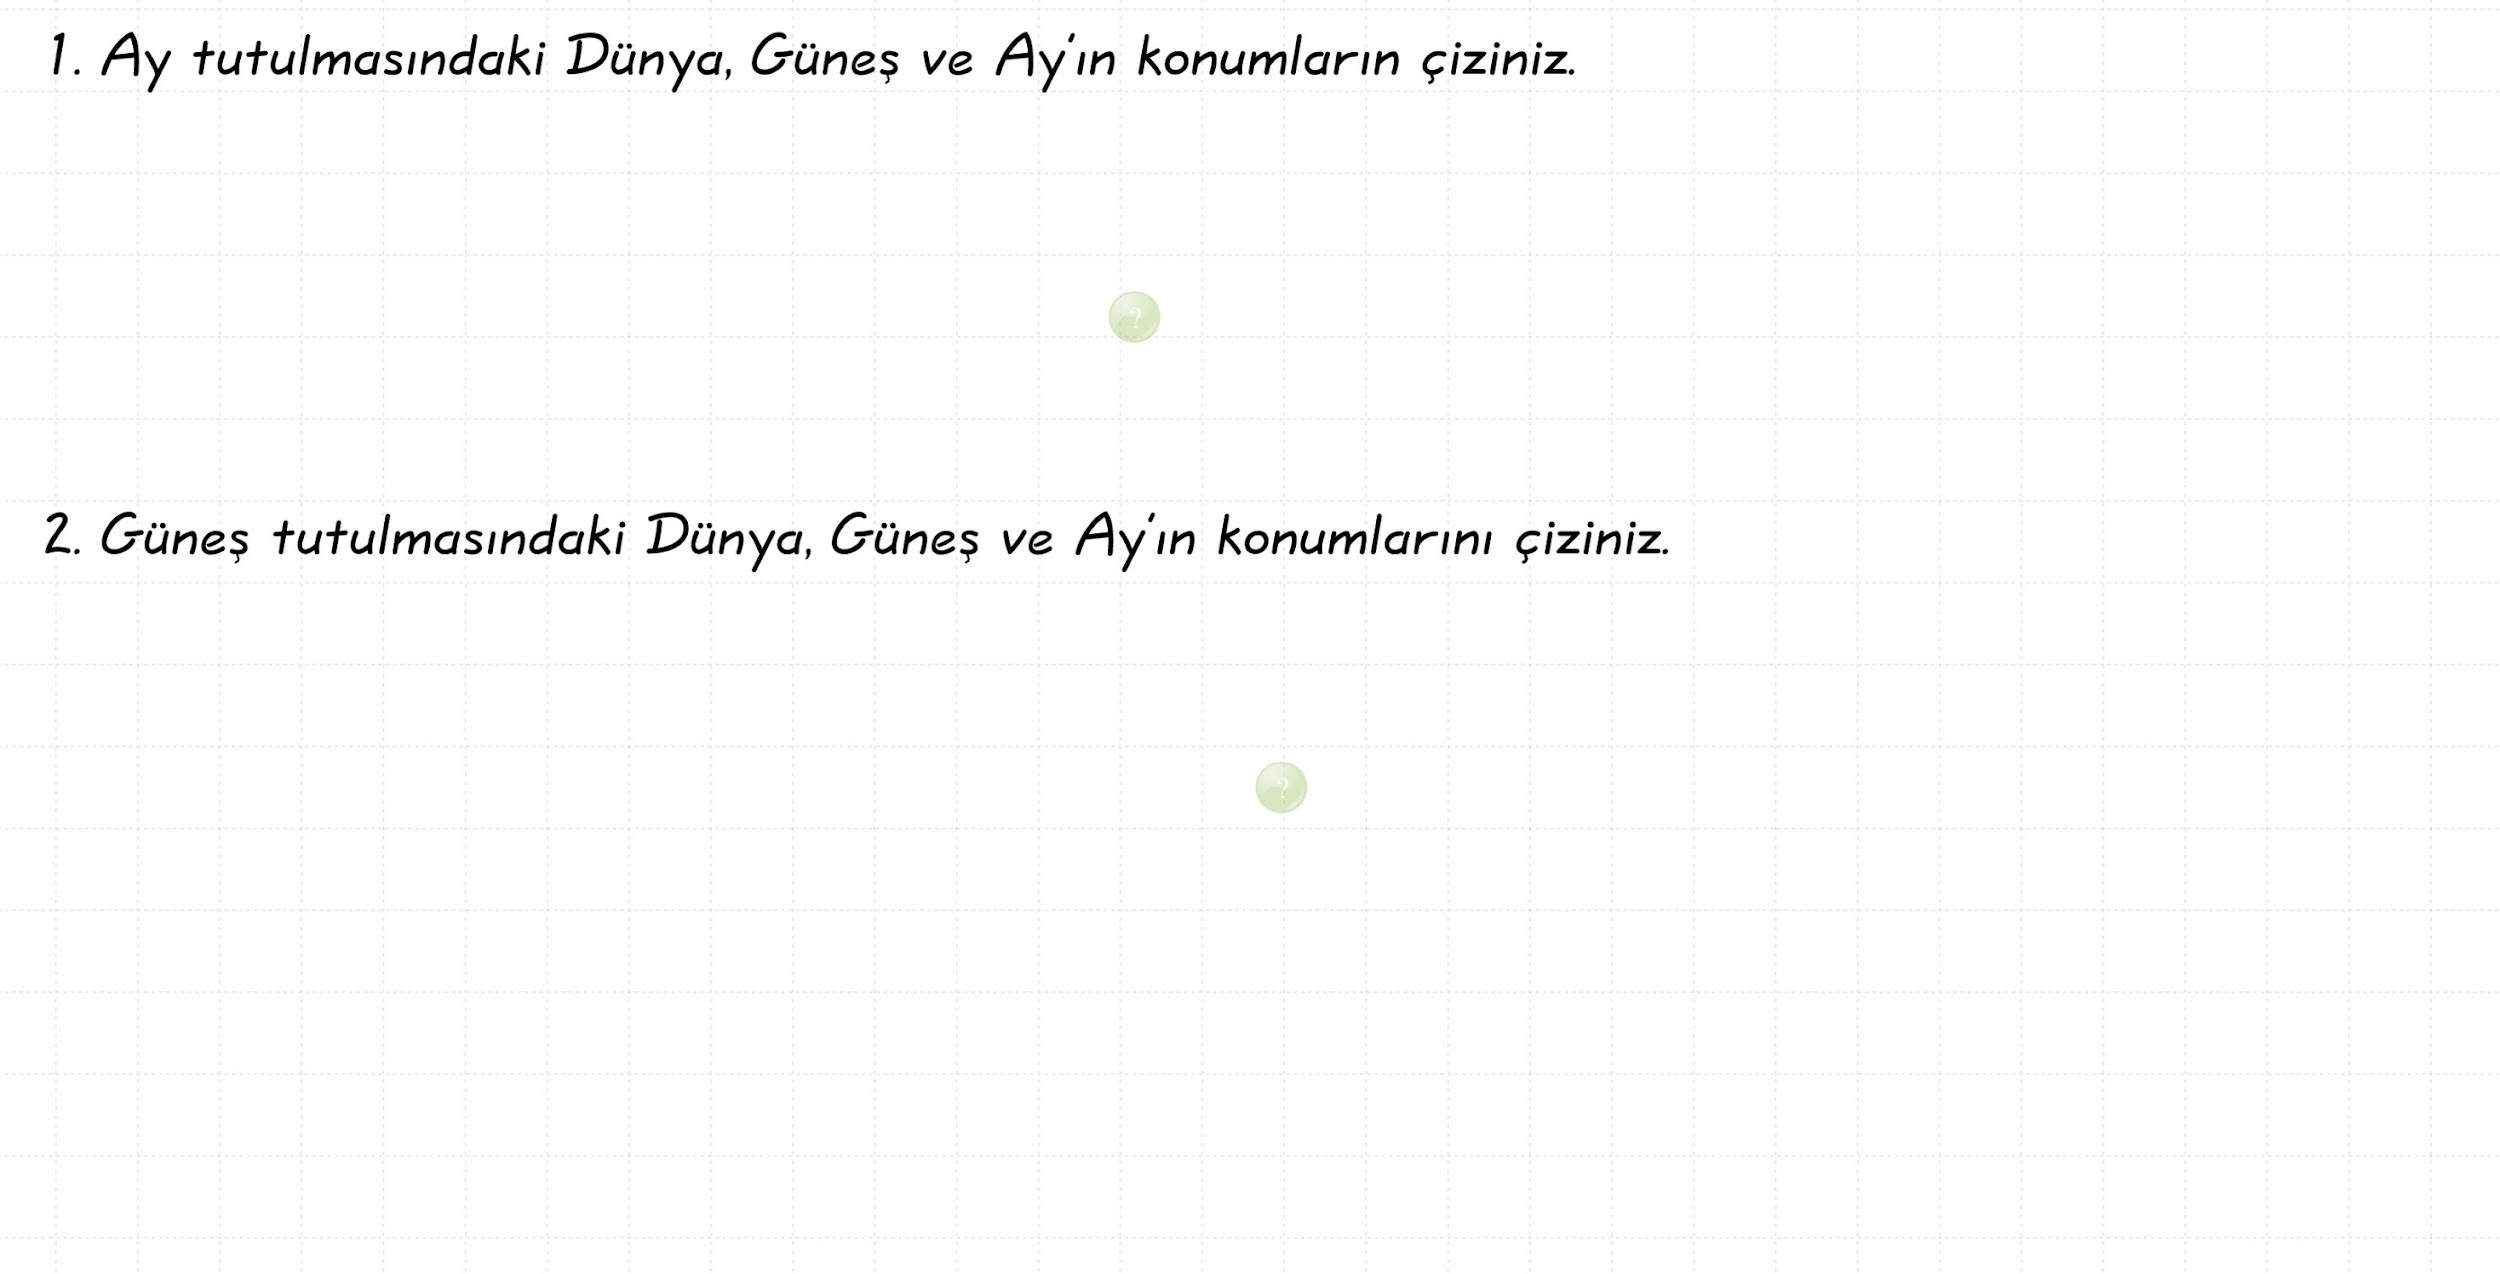 1. Ay tutulmasındaki Dünya, Güneş ve Ay'ın konumların çiziniz.
?
2. Güneş tutulmasındaki Dünya, Güneş ve Ay'ın konumlarını çiziniz.
?